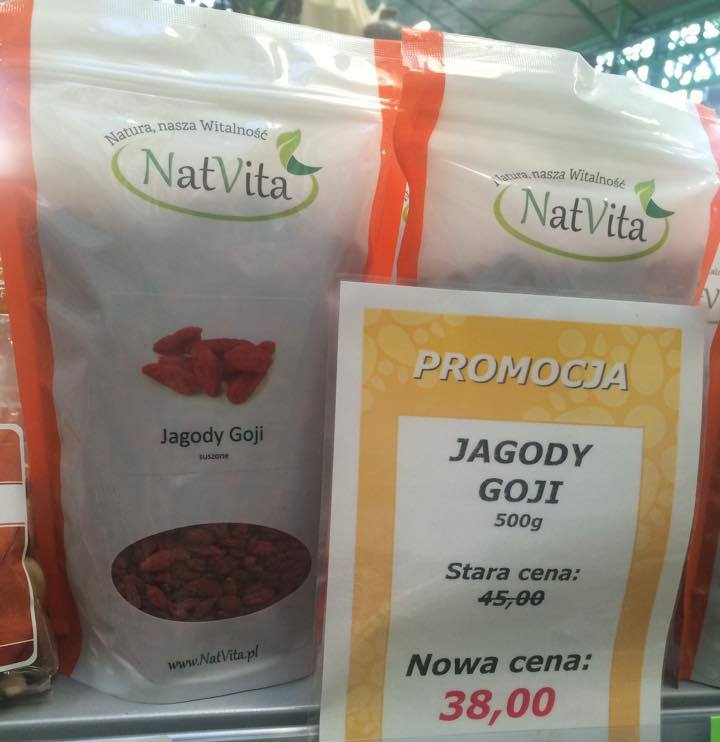 Natura, nasza Witalność
NatVita
Jagody Goji
suszone
www.NatVita.pl
Natura, nasza Witalność
NatVita
PROMOCJA
JAGODY
GOJI
500g
Stara cena:
45,00
Nowa cena:
38,00